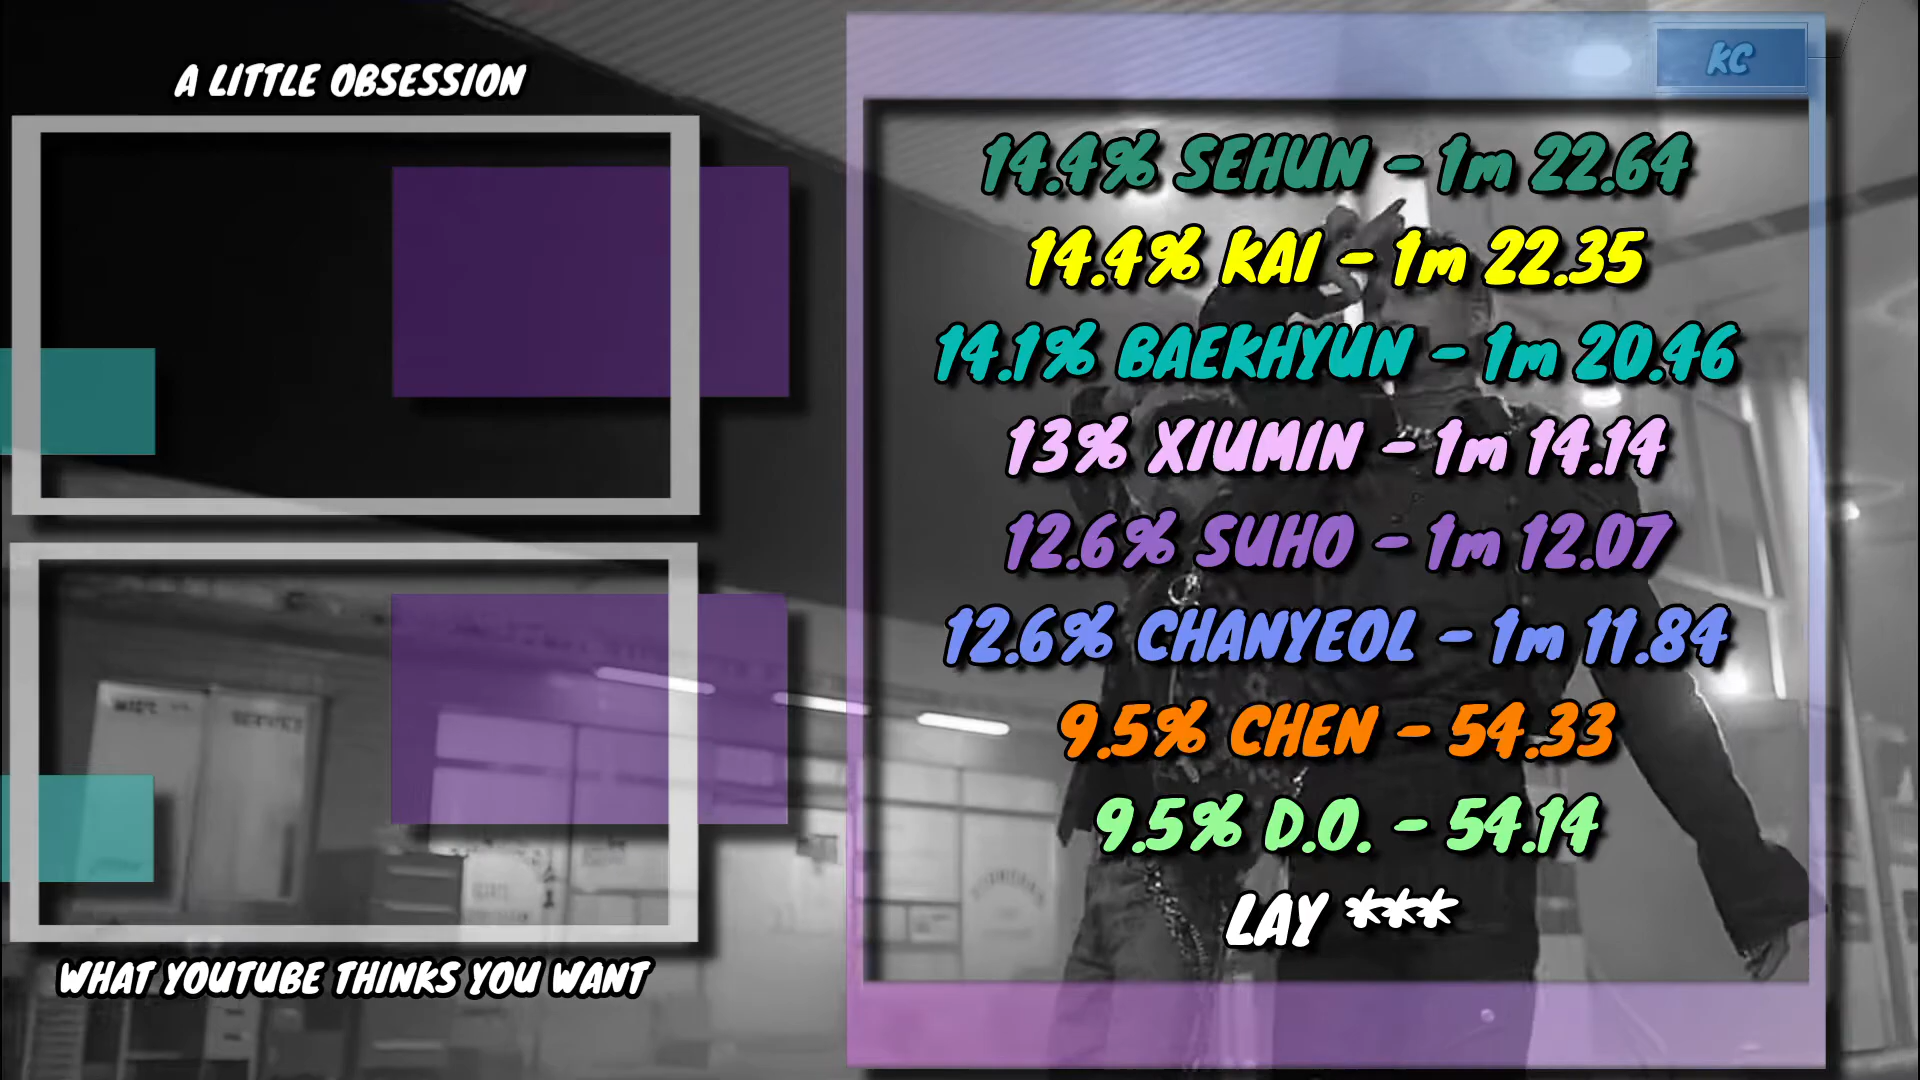 A LITTLE OBSESSION
KC
14.4% SEHUN - 1m 22.64
14.4% KAI - 1m 22.35
14.1% BAEKHYUN - 1m 20.46
13% XIUMIN - 1m 14.14
12.6% SUHO - 1m 12.07
12.6% CHANYEOL - 1m 11.84
9.5% CHEN - 54.33
9.5% D.O. - 54.14
LAY ***
WHAT YOUTUBE THINKS YOU WANT